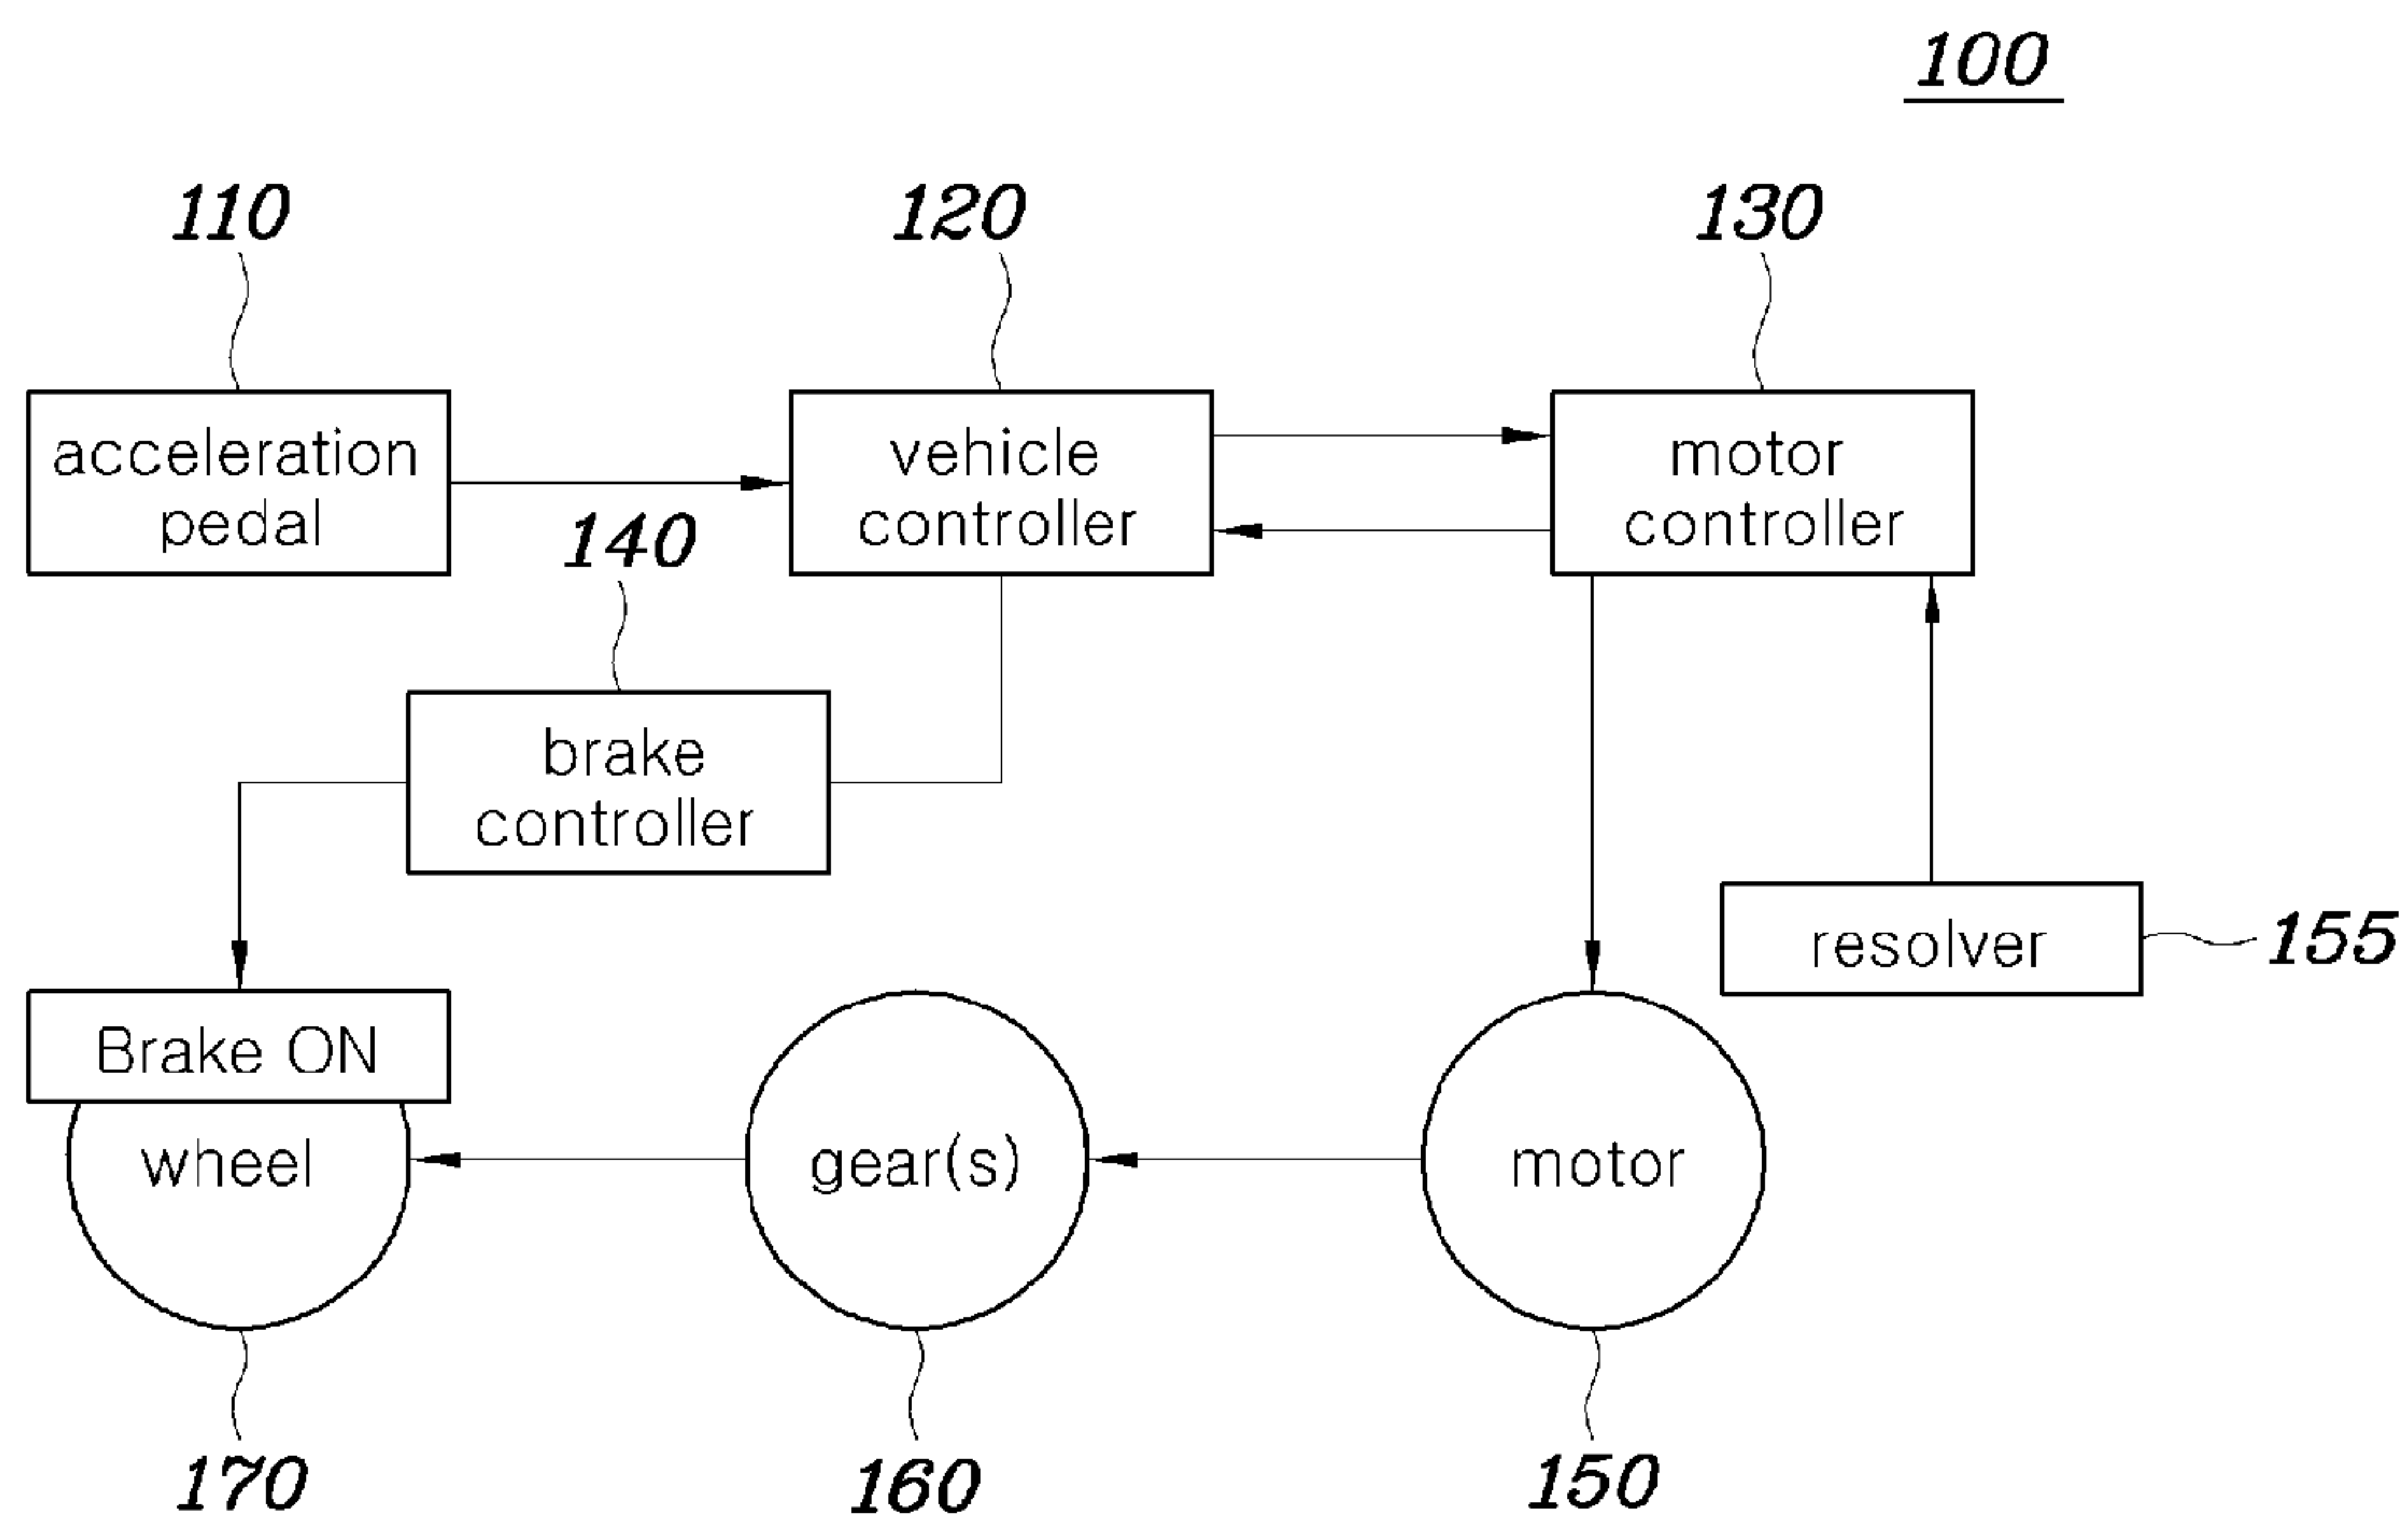 100
110
120
130
acceleration
pedal
vehicle
controller
motor
controller
140
brake
controller
resolver
155
Brake ON
wheel
gear(s)
motor
170
160
150